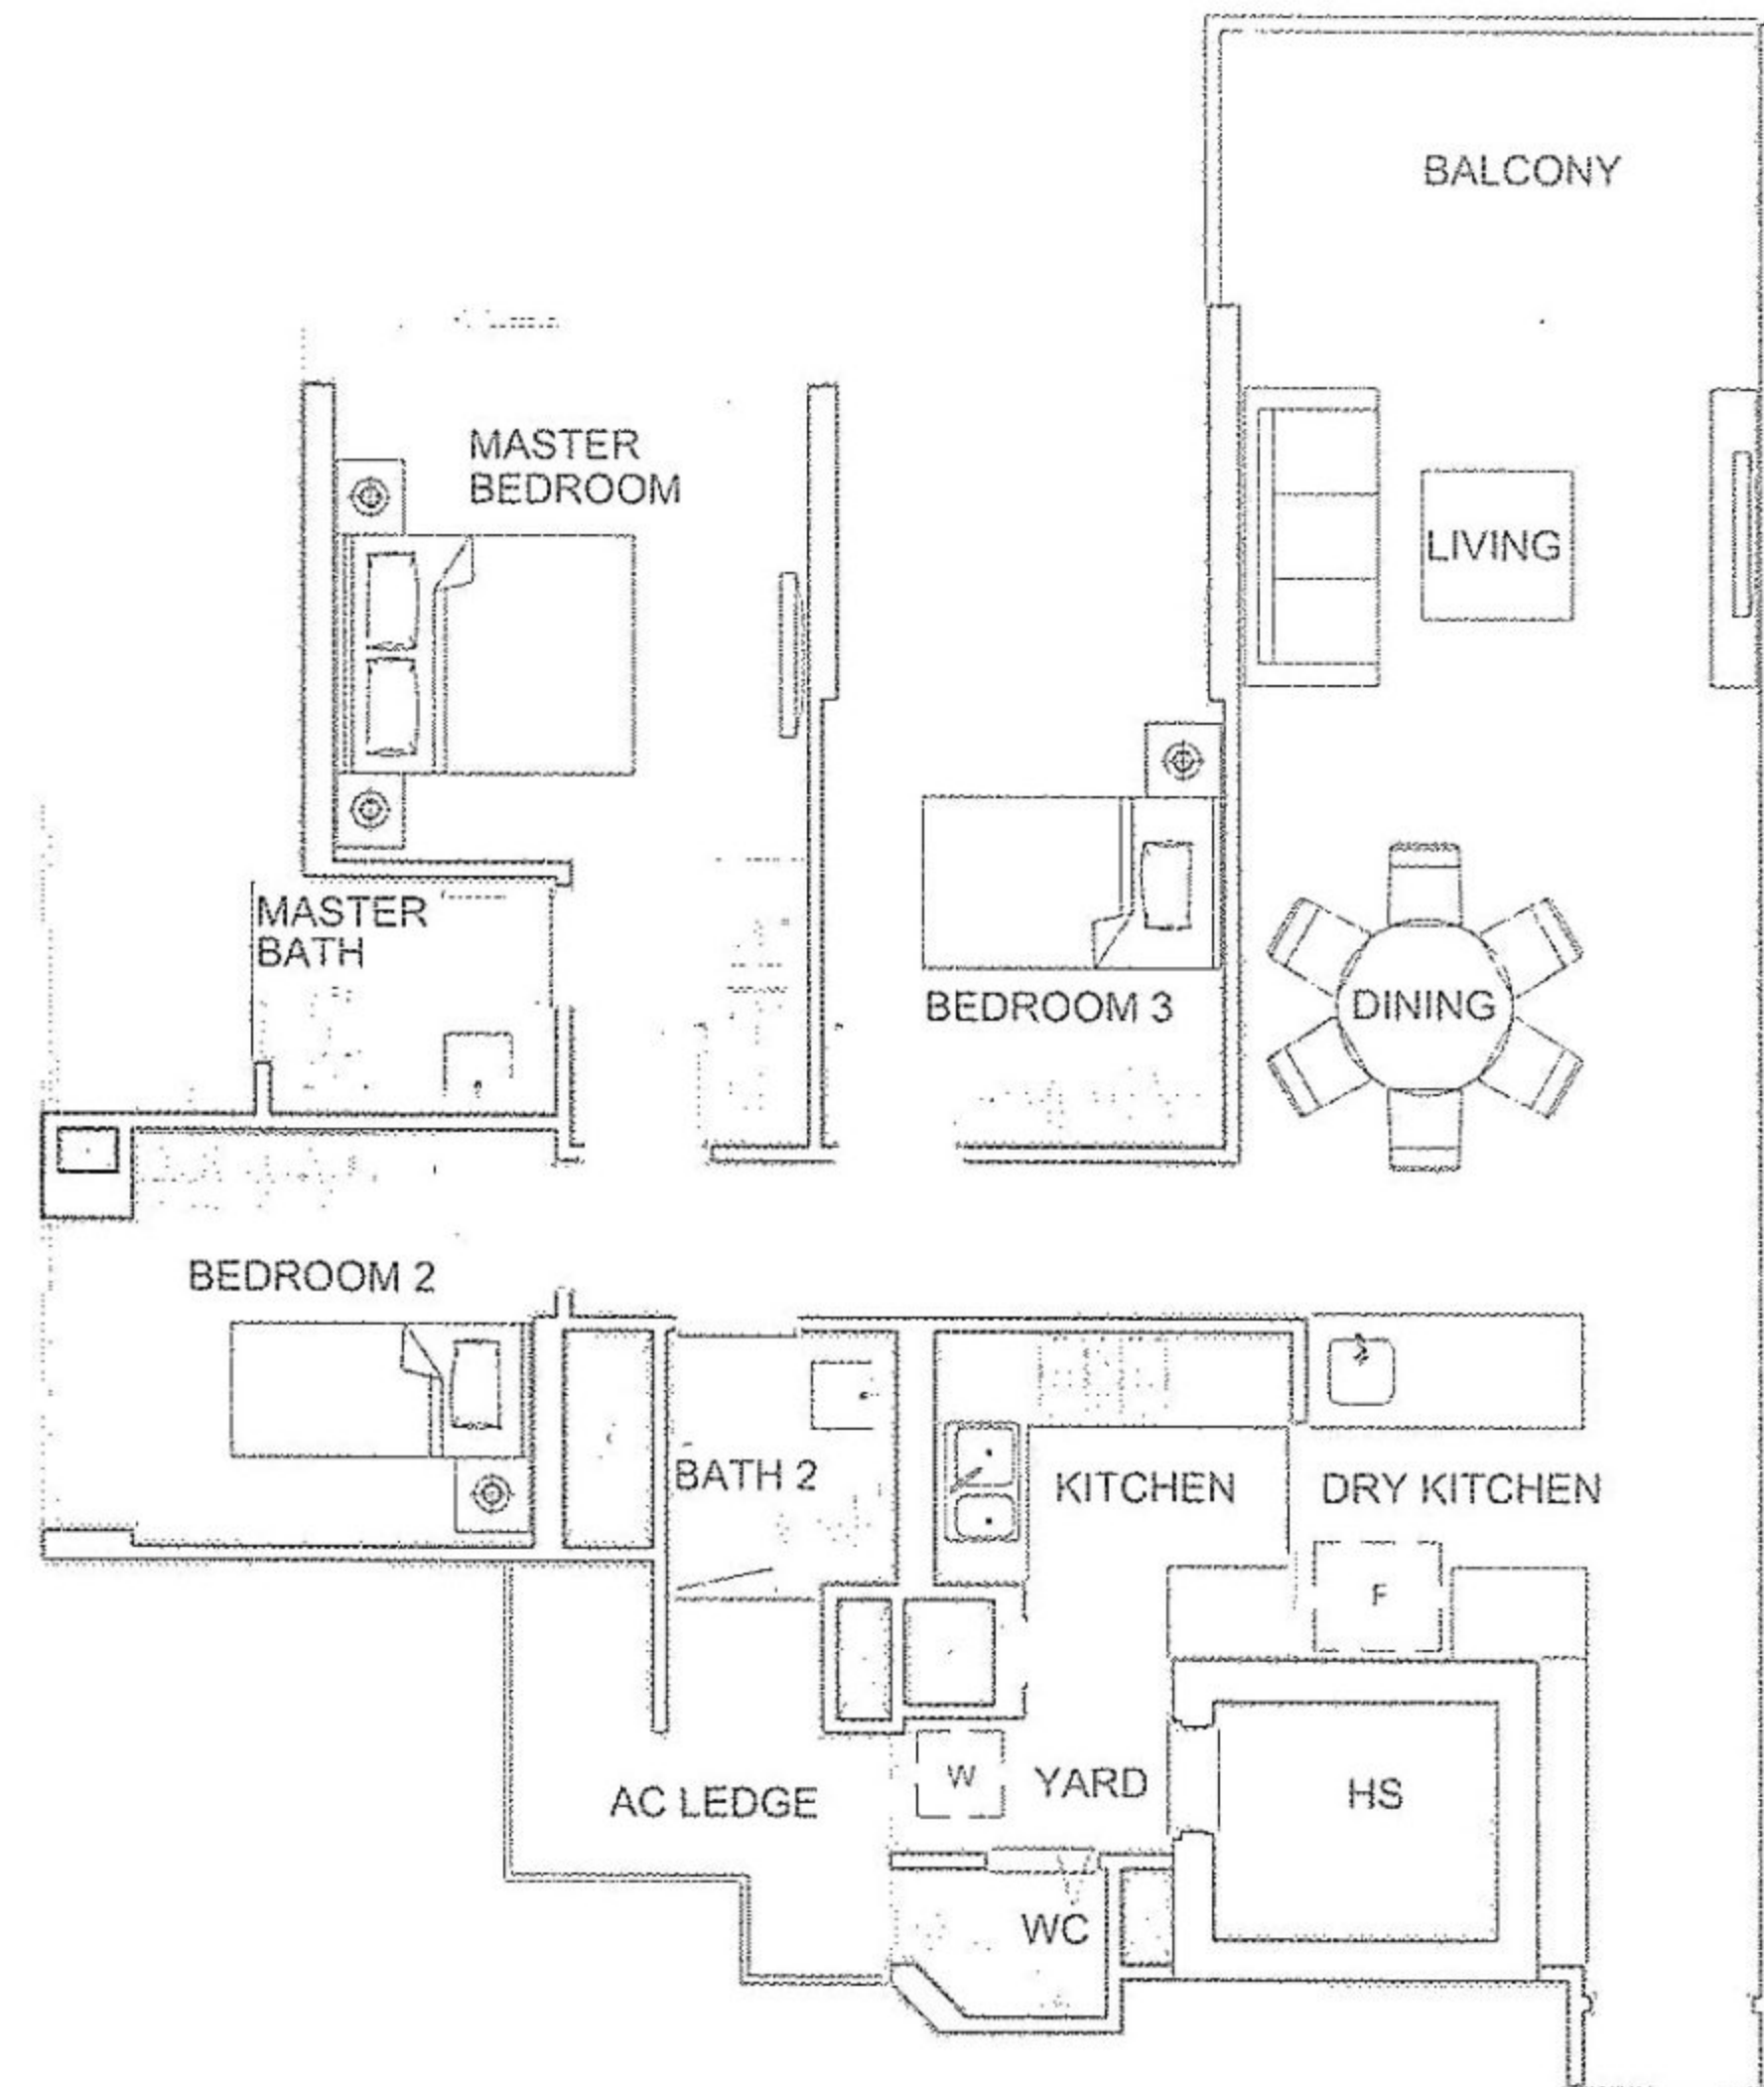 BALCONY
MASTER
BEDROOM
LIVING
MASTER
BATH
BEDROOM 3
DINING
BEDROOM 2
BATH 2
KITCHEN
DRY KITCHEN
F
W
YARD
AC LEDGE
HS
WC